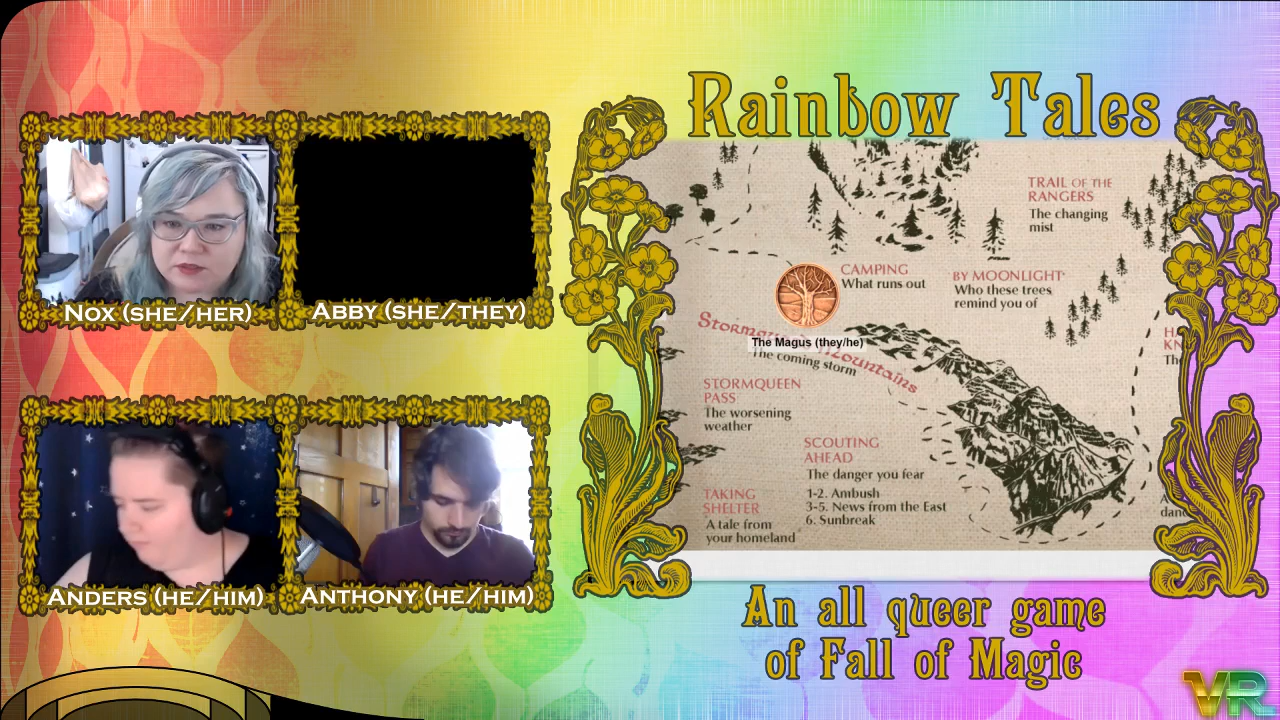 Rainbow Tales
NOX (SHE/HER)
ABBY (SHE/THEY)
ANDERS (HE/HIM)
ANTHONY (HE/HIM)
TRAIL OF THE
RANGERS
The changing
mist
CAMPING
What runs out
BY MOONLIGHT
Who these trees
remind you of
The Magus (they/he)
Stormguard Mountains
The coming storm
STORMQUEEN
PASS
The worsening
weather
SCOUTING
AHEAD
The danger you fear
1-2. Ambush
3-5. News from the East
6. Sunbreak
TAKING
SHELTER
A tale from
your homeland
An all queer game
of Fall of Magic
VR